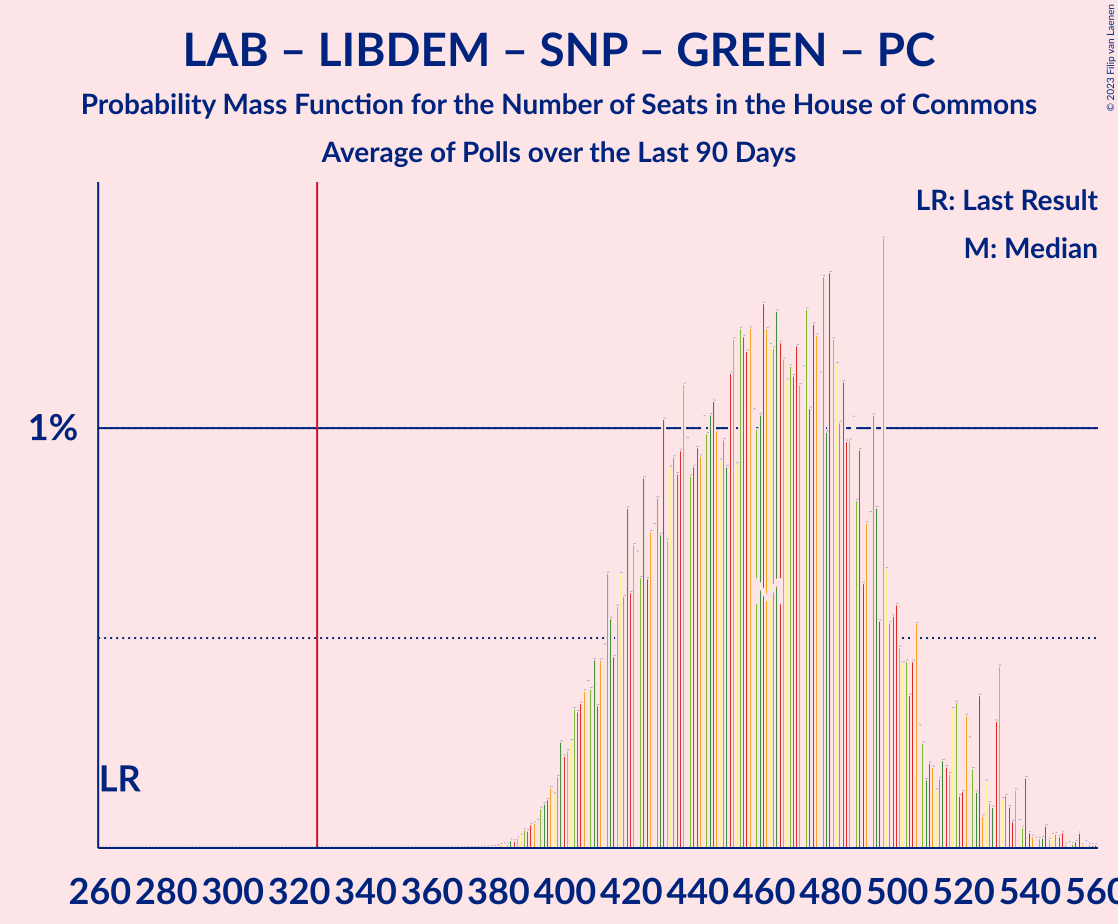 LAB – LIBDEM – SNP – GREEN – PC
Probability Mass Function for the Number of Seats in the House of Commons
Average of Polls over the Last 90 Days
© 2023 Filip van Laenen
LR: Last Result
M: Median
1%
M
LR
260 280 300 320 340 360 380 400 420 440 460 480 500 520 540 560